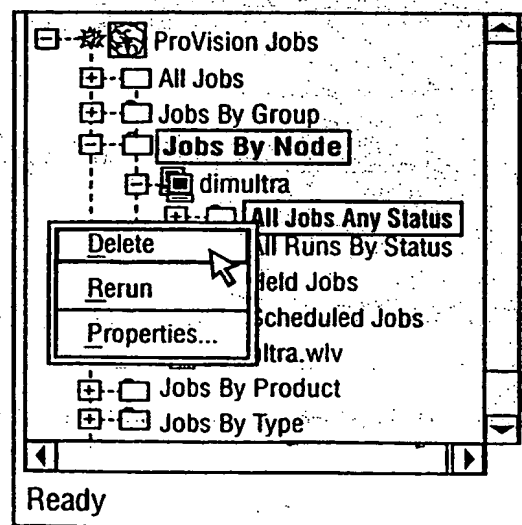 ProVision Jobs
All Jobs
Jobs By Group
Jobs By Node
dimultra
All Jobs Any Status
All Runs By Status
Held Jobs
Scheduled Jobs
ultra.wlv
Delete
Rerun
Properties...
Jobs By Product
Jobs By Type
Ready